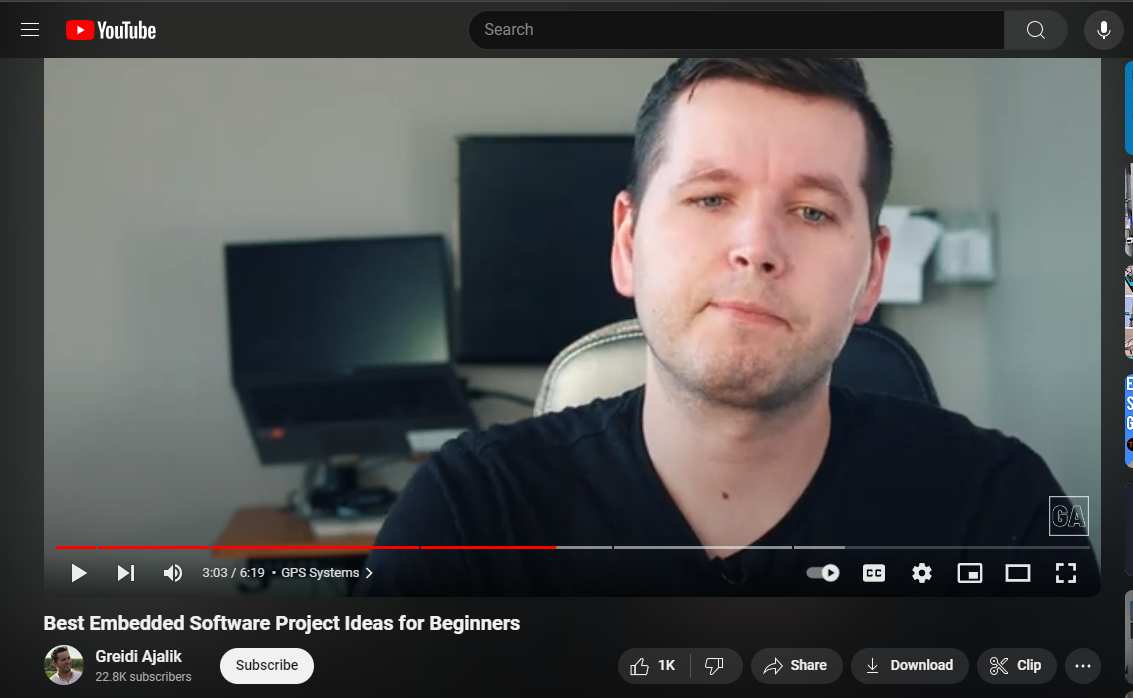 YouTube
Search
GA
3:03 / 6:19 • GPS Systems
CC
Best Embedded Software Project Ideas for Beginners
Greidi Ajalik
22.8K subscribers
Subscribe
1K
Share
Download
Clip
E
S
G